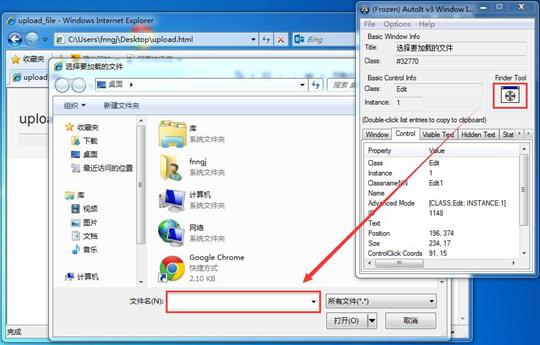 upload_file - Windows Internet Explorer
C:\Users\fnngj\Desktop\upload.html
Bing
收藏夹
upload
选择要加载的文件
桌面
组织
新建文件夹
收藏夹
下载
桌面
最近访问的位置
库
视频
图片
文档
音乐
计算机
库
系统文件夹
fnngj
系统文件夹
计算机
系统文件夹
网络
系统文件夹
Google Chrome
快捷方式
2.10 KB
文件名(N):
所有文件(*.*)
打开(O)
取消
完成
(Frozen) AutoIt v3 Window I...
File Options Help
Basic Window Info
Title: 选择要加载的文件
Class: #32770
Basic Control Info
Class: Edit
Instance: 1
Finder Tool
(Double-click list entries to copy to clipboard)
Window Control Visible Text Hidden Text Stat
Property Value
Class Edit
Instance 1
ClassnameNN Edit1
Name
Advanced Mode [CLASS:Edit; INSTANCE:1]
ID 1148
Text
Position 196, 374
Size 234, 17
ControlClick Coords 91, 15